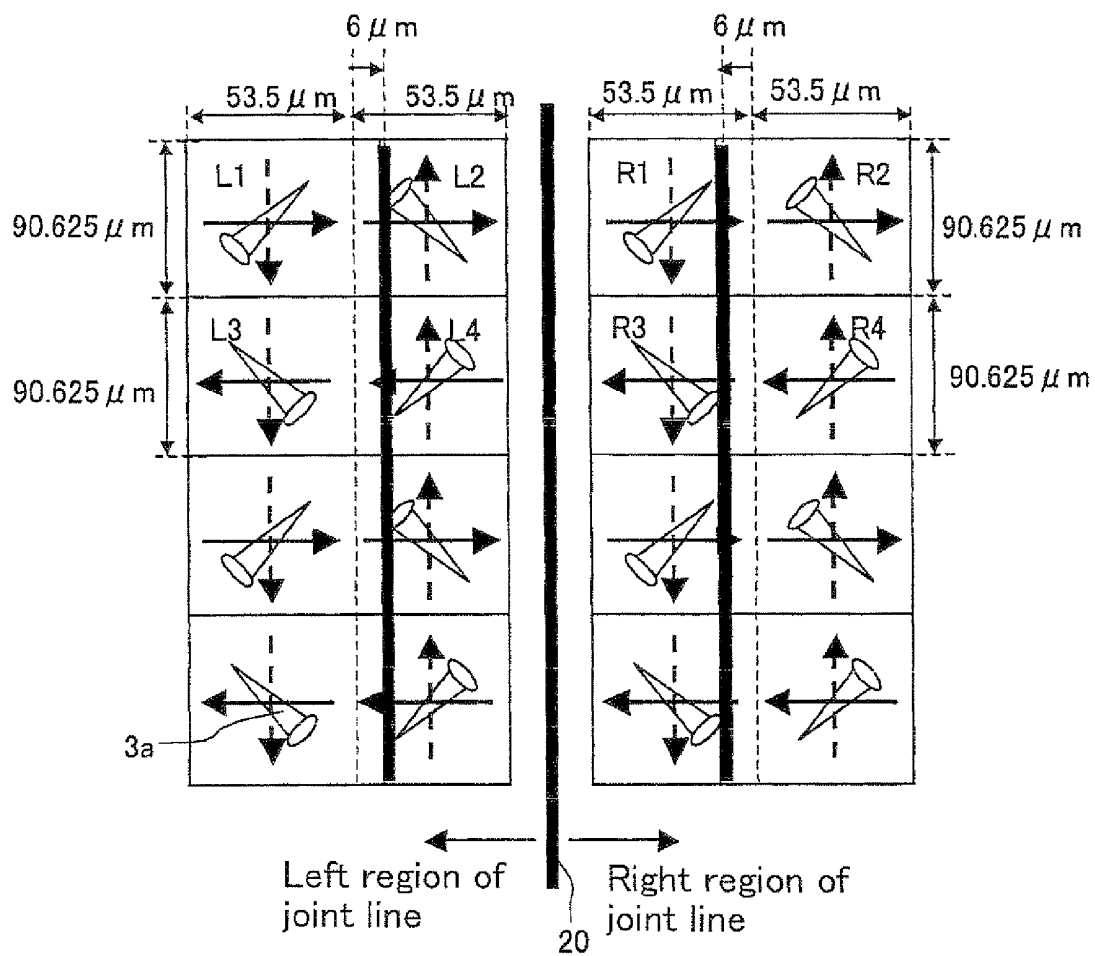 6 μm 6 μm
53.5 μm 53.5 μm 53.5 μm 53.5 μm
L1 L2 R1 R2
90.625 μm 90.625 μm
L3 L4 R3 R4
90.625 μm 90.625 μm
3a
Left region of joint line
Right region of joint line
20